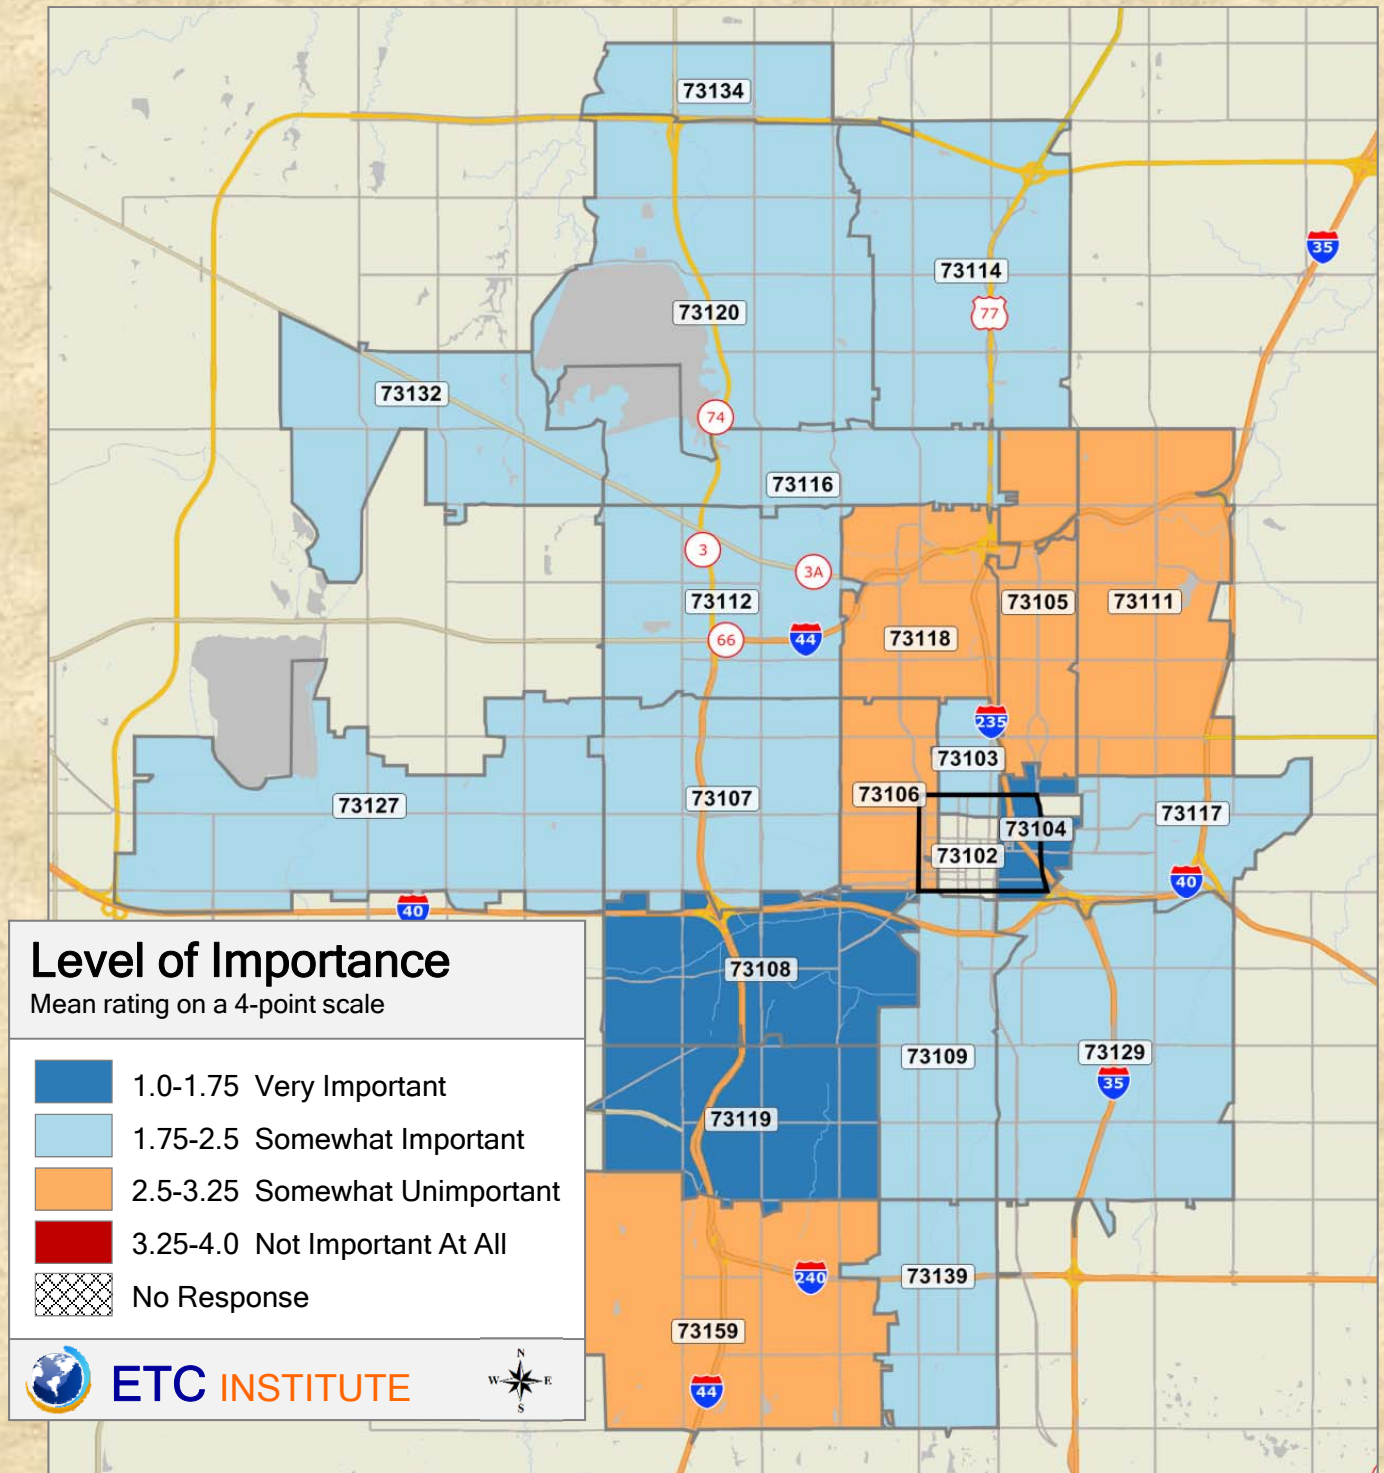 73134
35
73114
77
73120
73132
74
73116
3
3A
73112
73105
73111
66
44
73118
235
73103
73106
73107
73127
73117
73104
73102
40
40
Level of Importance
Mean rating on a 4-point scale
1.0-1.75 Very Important
1.75-2.5 Somewhat Important
2.5-3.25 Somewhat Unimportant
3.25-4.0 Not Important At All
No Response
ETC INSTITUTE
N
W E
S
73108
73109
73129
35
73119
240
73139
73159
44